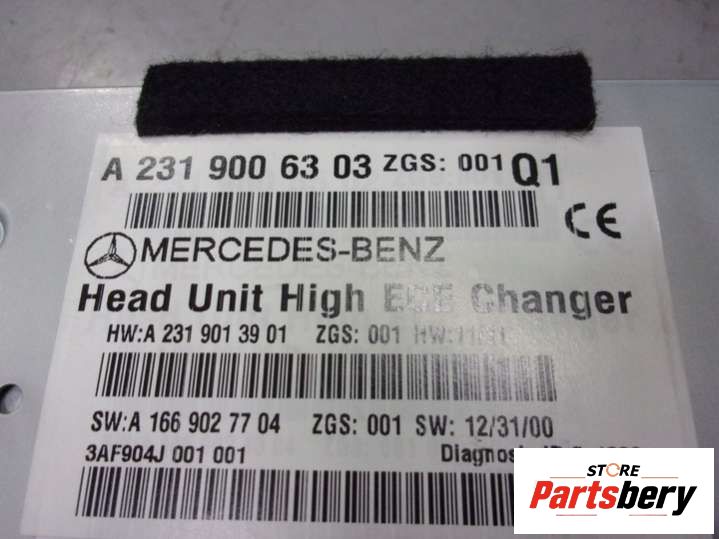 A 231 900 63 03 ZGS: 001 Q1
CE
MERCEDES-BENZ
Head Unit High ECE Changer
HW:A 231 901 39 01 ZGS: 001
SW:A 166 902 77 04 ZGS: 001 SW: 12/31/00
3AF904J 001 001
STORE
Partsbery